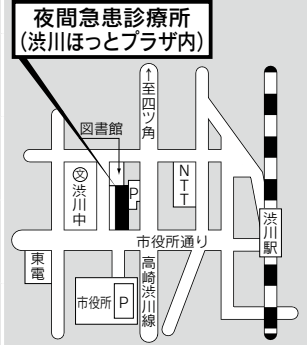 夜間急患診療所
(渋川ほっとプラザ内)
↑至四ツ角
図書館
文
渋川中
P
NTT
渋川駅
市役所通り
東電
高崎渋川線
市役所
P